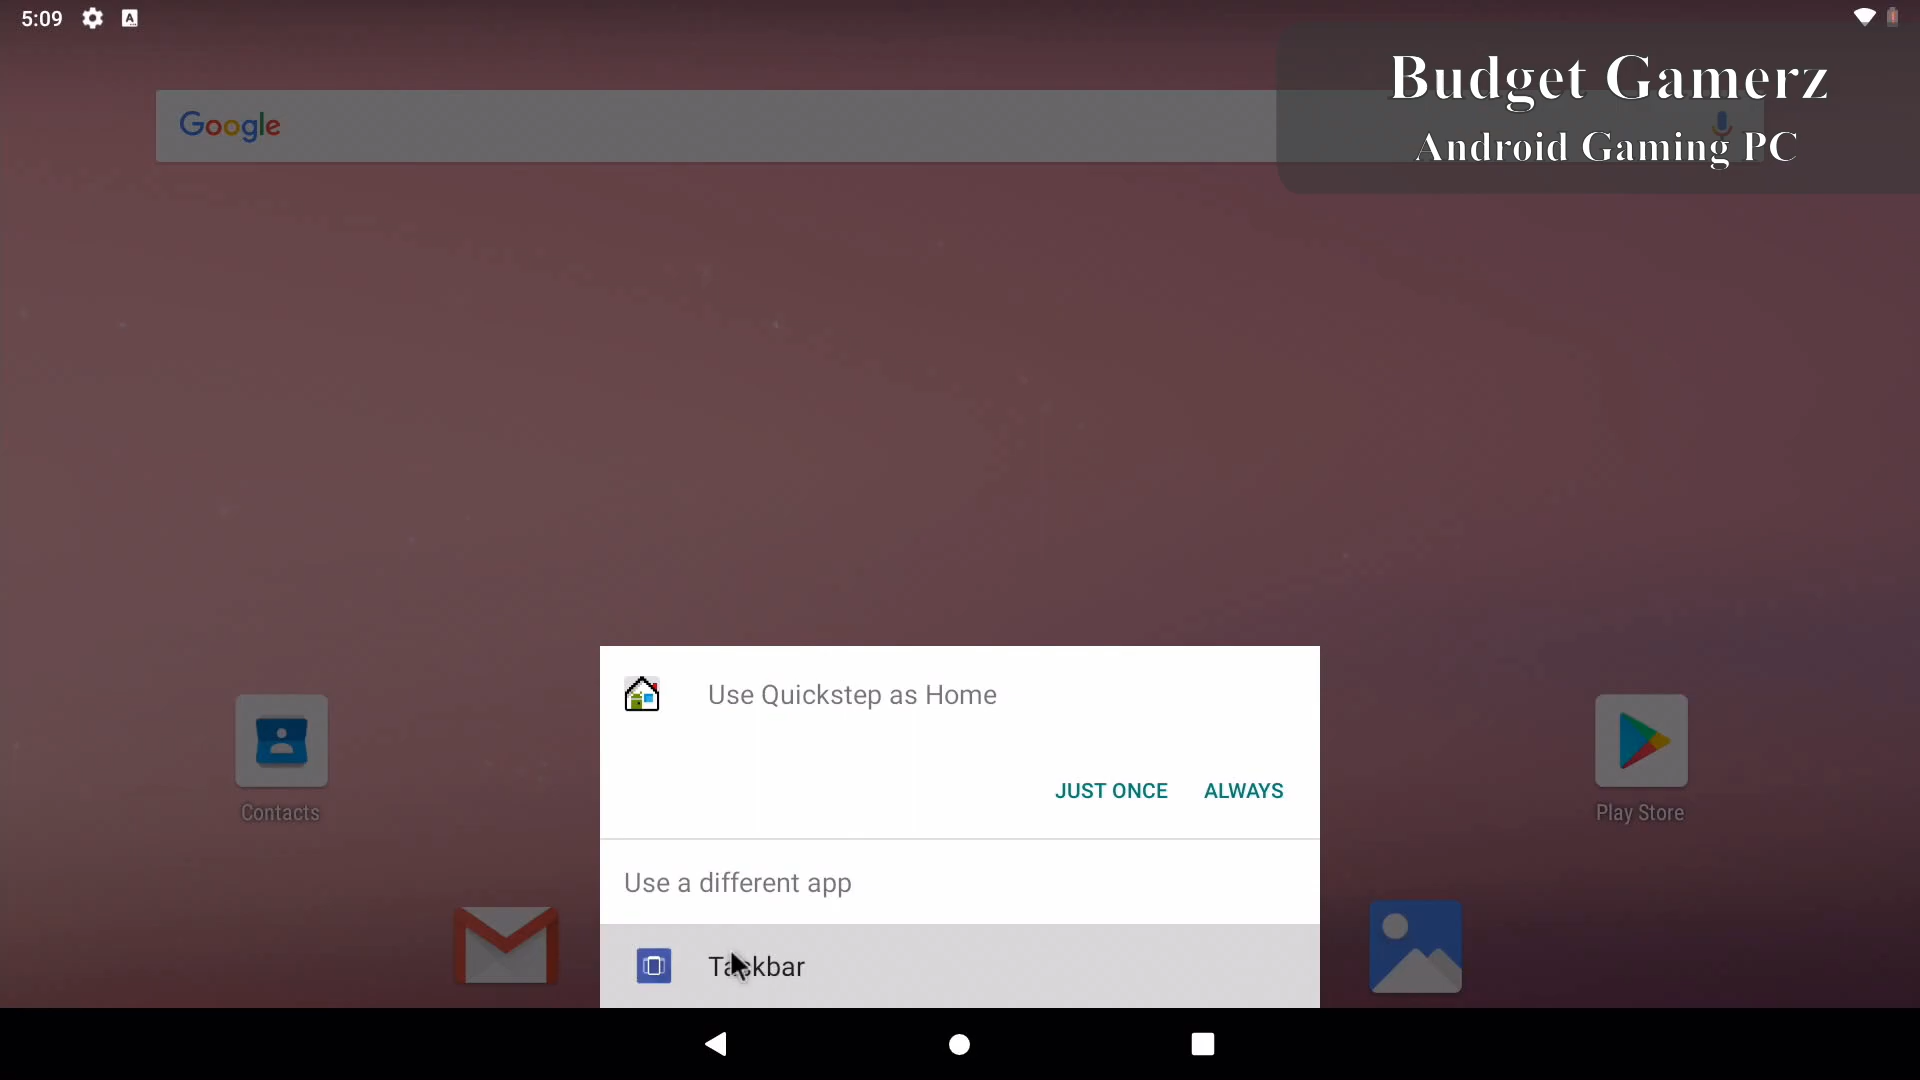 5:09
A
Budget Gamerz
Google
Android Gaming PC
Use Quickstep as Home
JUST ONCE ALWAYS
Contacts
Play Store
Use a different app
Taskbar